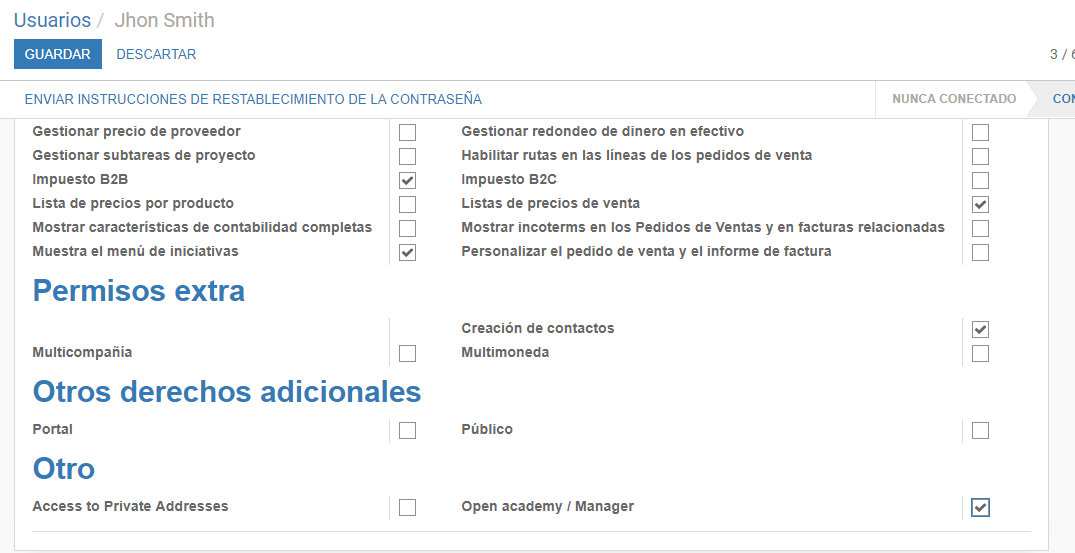 Usuarios / Jhon Smith
GUARDAR DESCARTAR 3 / 6
ENVIAR INSTRUCCIONES DE RESTABLECIMIENTO DE LA CONTRASEÑA NUNCA CONECTADO CON
Gestionar precio de proveedor Gestionar redondeo de dinero en efectivo
Gestionar subtareas de proyecto Habilitar rutas en las líneas de los pedidos de venta
Impuesto B2B Impuesto B2C
Lista de precios por producto Listas de precios de venta
Mostrar características de contabilidad completas Mostrar incoterms en los Pedidos de Ventas y en facturas relacionadas
Muestra el menú de iniciativas Personalizar el pedido de venta y el informe de factura
Permisos extra
Creación de contactos
Multicompañía Multimoneda
Otros derechos adicionales
Portal Público
Otro
Access to Private Addresses Open academy / Manager